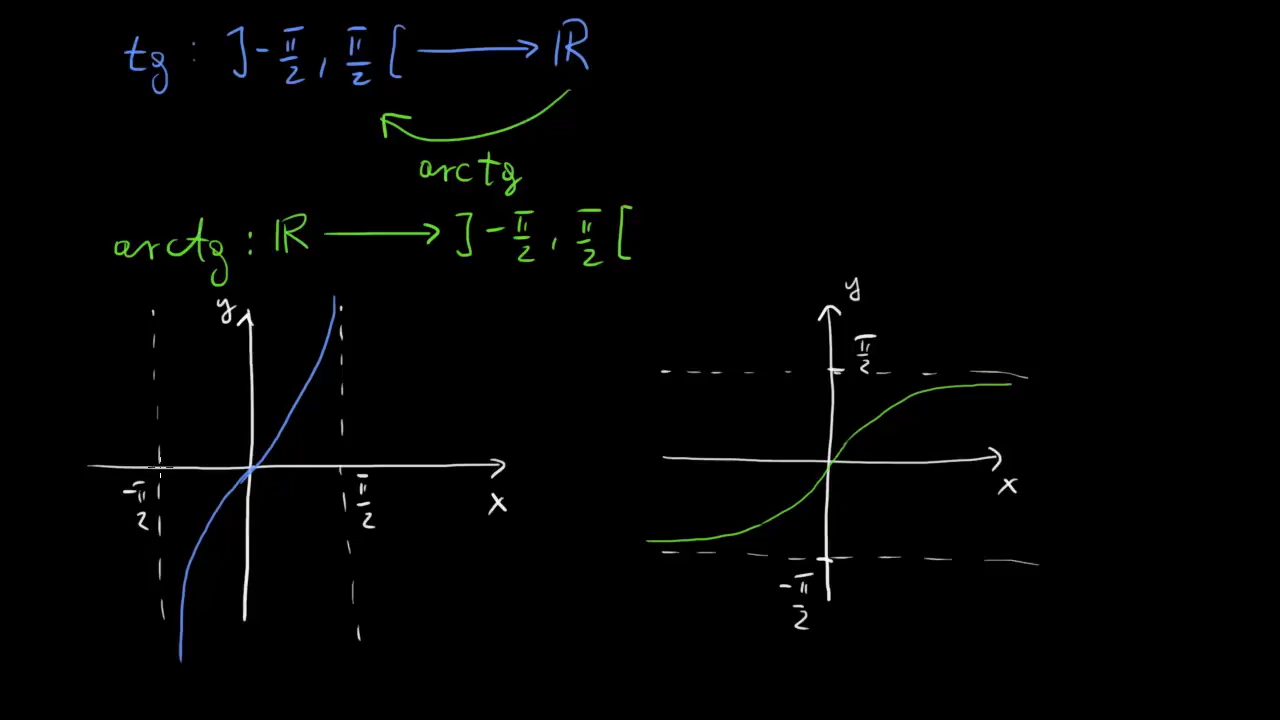 tg : ]-π/2, π/2[ ⟶ ℝ
arctg
arctg : ℝ ⟶ ]-π/2, π/2[
y
-π/2
π/2
x
y
π/2
x
-π/2